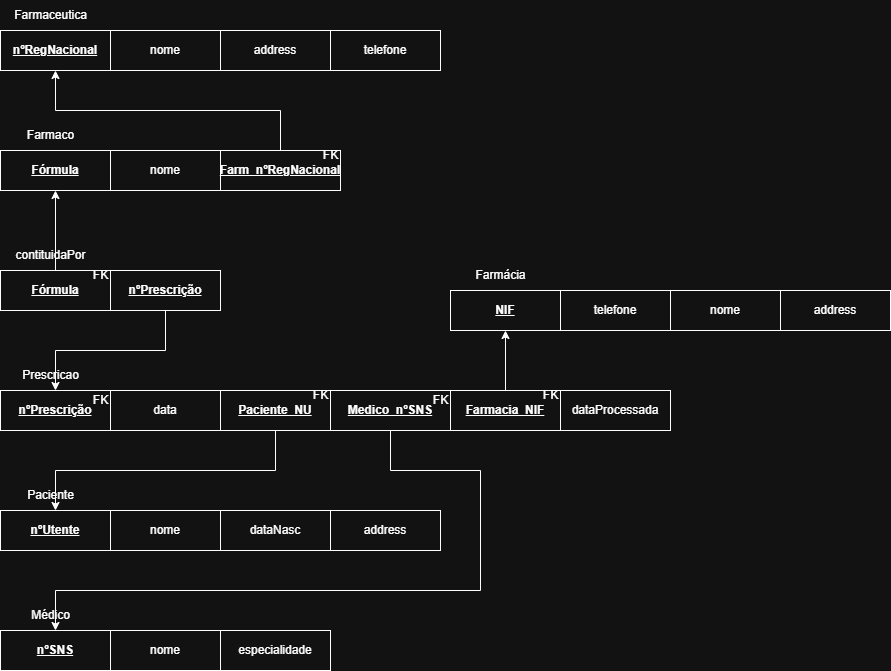 Farmaceutica
nºRegNacional nome address telefone
Farmaco
FK
Fórmula nome Farm_nºRegNacional
contituidaPor
FK
Fórmula nºPrescrição
Farmácia
NIF telefone nome address
Prescricao
FK FK FK FK
nºPrescrição data Paciente_NU Medico_nºSNS Farmacia_NIF dataProcessada
Paciente
nºUtente nome dataNasc address
Médico
nºSNS nome especialidade